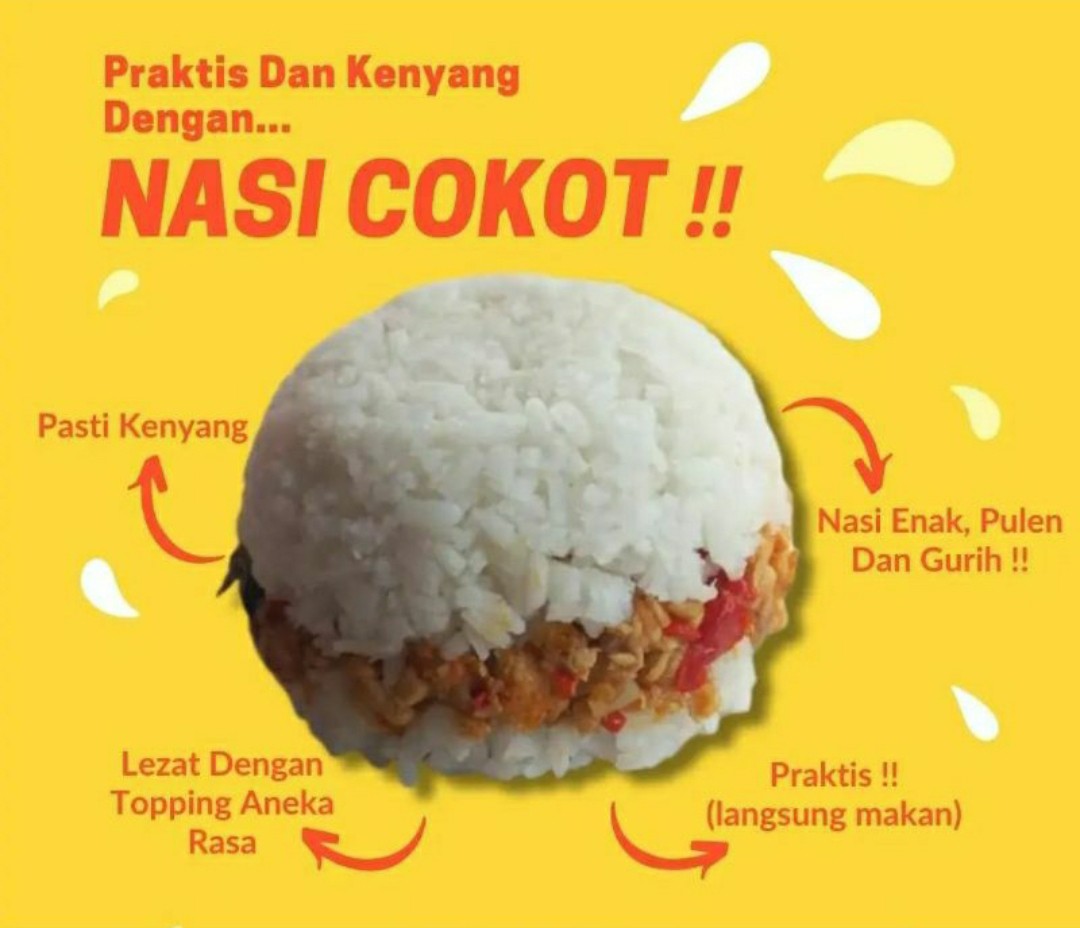 Praktis Dan Kenyang
Dengan...
NASI COKOT !!
Pasti Kenyang
Nasi Enak, Pulen
Dan Gurih !!
Lezat Dengan
Topping Aneka
Rasa
Praktis !!
(langsung makan)